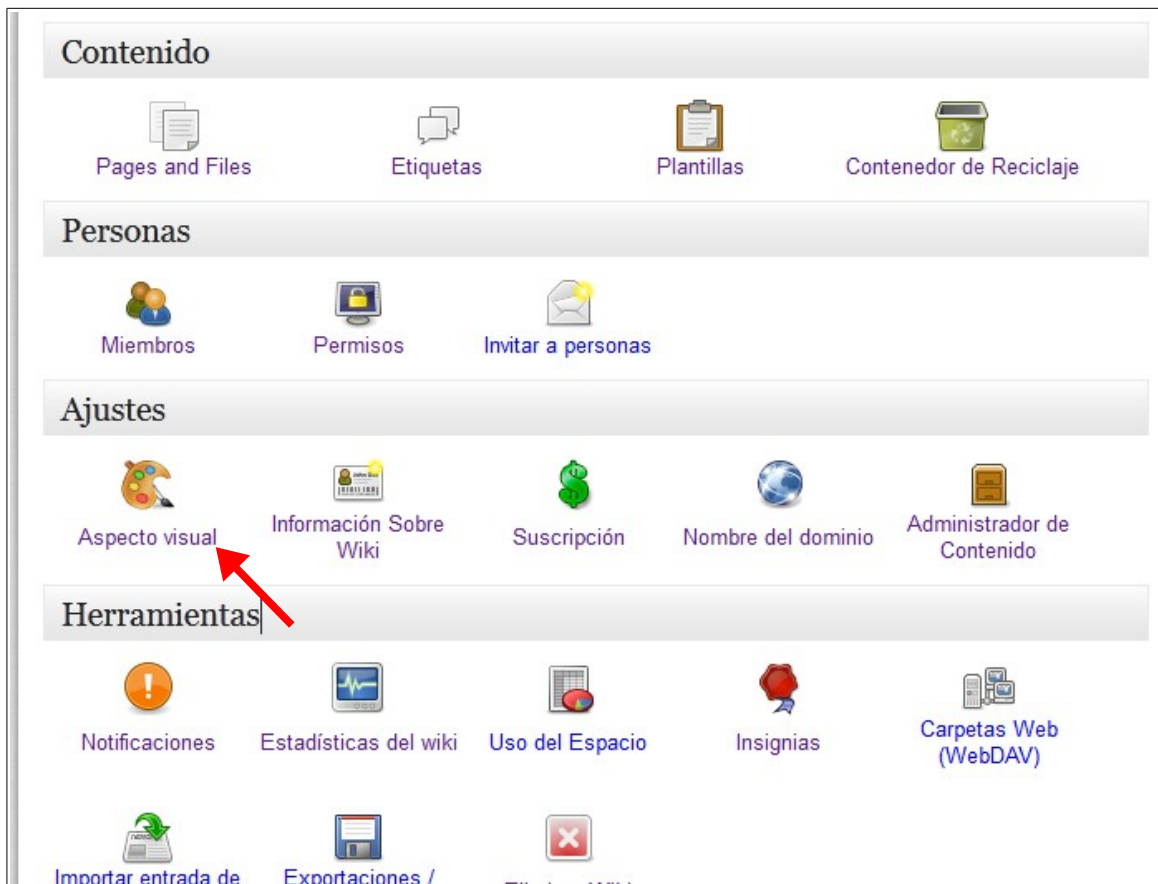 Contenido
Pages and Files
Etiquetas
Plantillas
Contenedor de Reciclaje
Personas
Miembros
Permisos
Invitar a personas
Ajustes
Aspecto visual
Información Sobre
Wiki
Suscripción
Nombre del dominio
Administrador de
Contenido
Herramientas
Notificaciones
Estadísticas del wiki
Uso del Espacio
Insignias
Carpetas Web
(WebDAV)
Importar entrada de
Exportaciones /